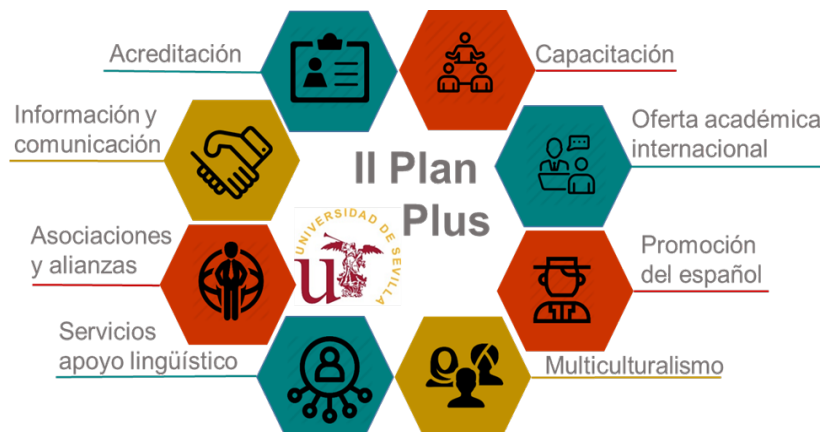 Acreditación
Capacitación
Información y
comunicación
Oferta académica
internacional
II Plan
Plus
UNIVERSIDAD DE SEVILLA
u
Asociaciones
y alianzas
Promoción
del español
Servicios
apoyo lingüístico
Multiculturalismo